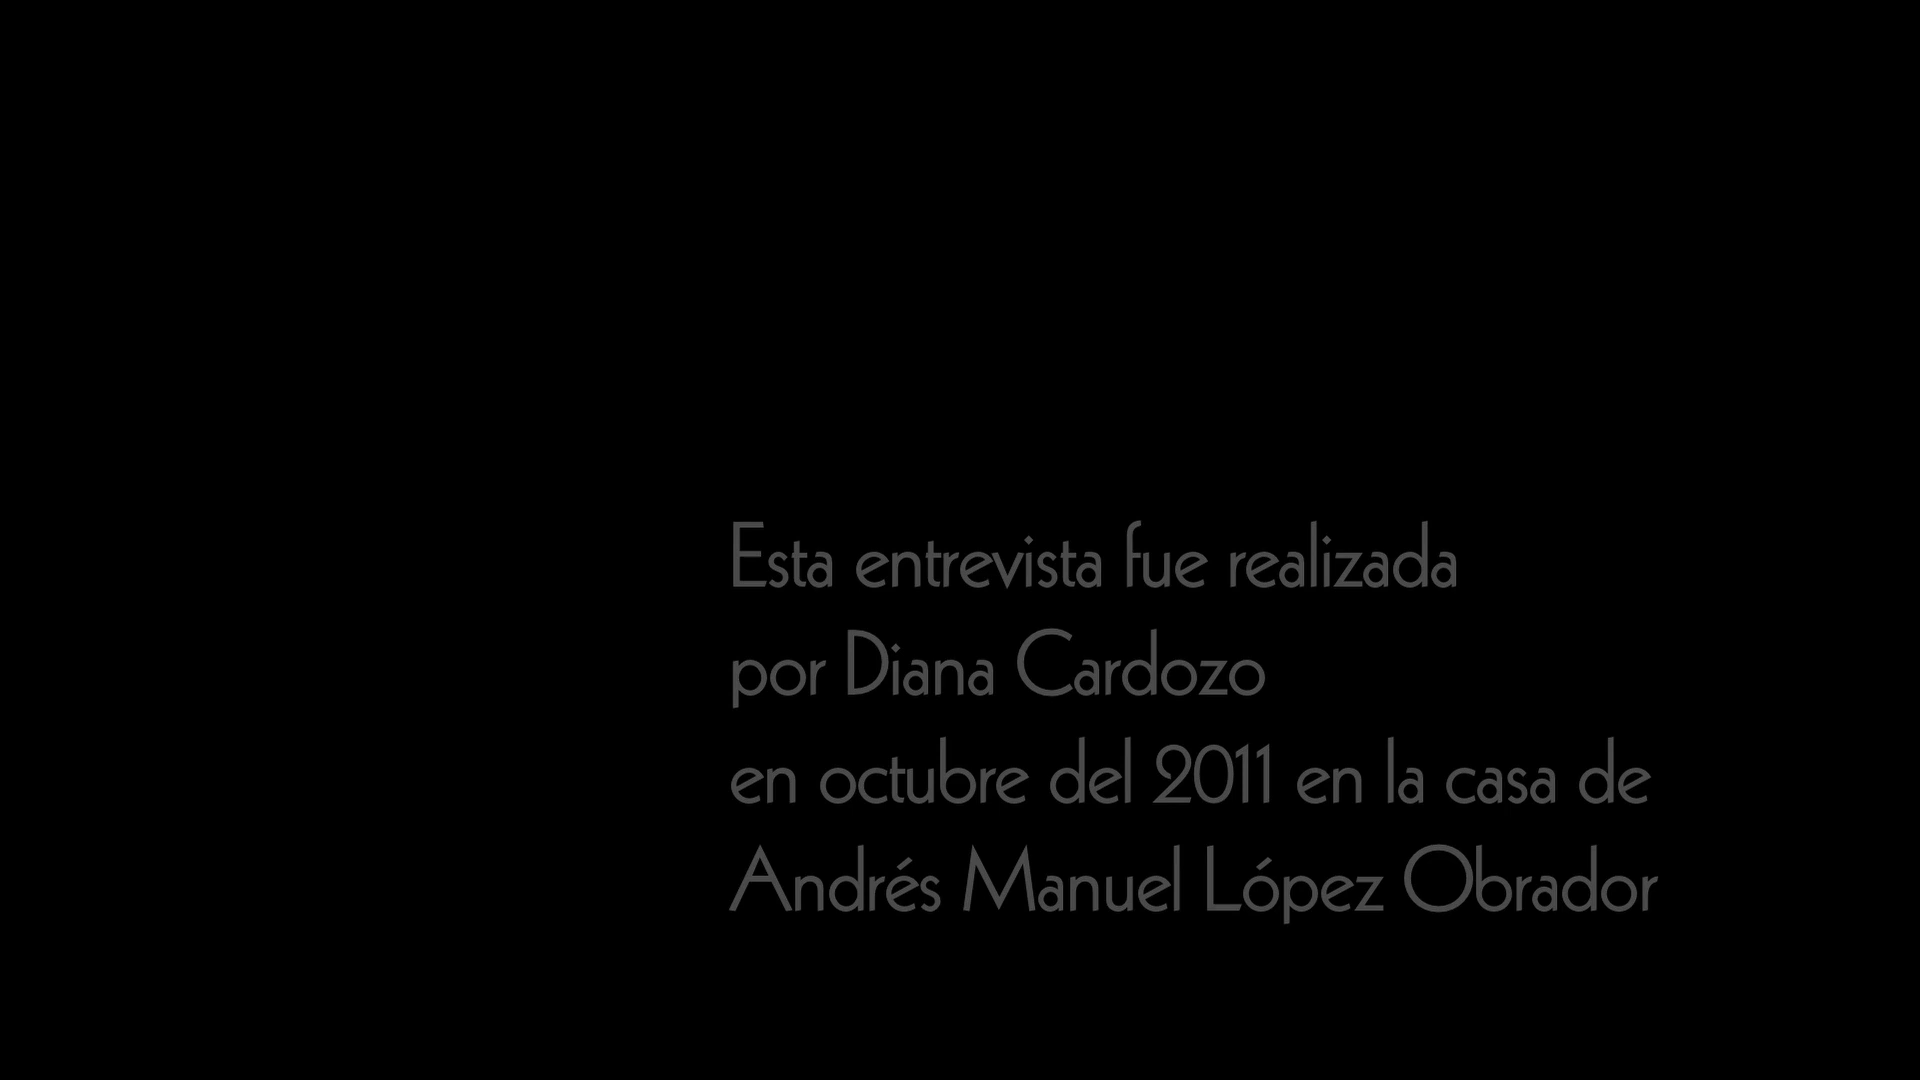 Esta entrevista fue realizada
por Diana Cardozo
en octubre del 2011 en la casa de
Andrés Manuel López Obrador